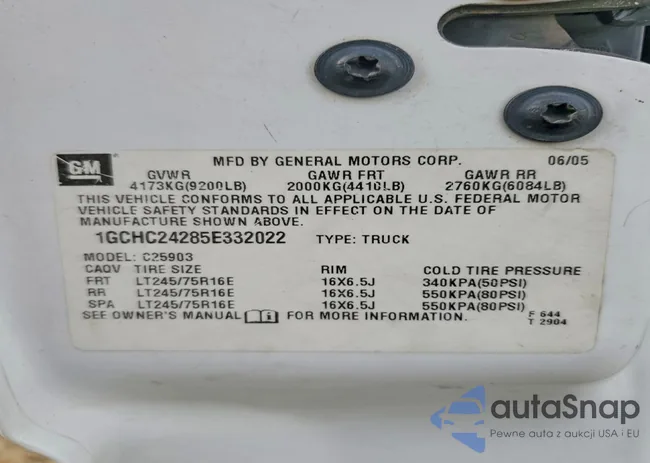 GM
MFD BY GENERAL MOTORS CORP. 06/05
GVWR GAWR FRT GAWR RR
4173KG(9200LB) 2000KG(4410LB) 2760KG(6084LB)
THIS VEHICLE CONFORMS TO ALL APPLICABLE U.S. FEDERAL MOTOR
VEHICLE SAFETY STANDARDS IN EFFECT ON THE DATE OF
MANUFACTURE SHOWN ABOVE.
1GCHC24285E332022 TYPE: TRUCK
MODEL: C25903
CAQV TIRE SIZE RIM COLD TIRE PRESSURE
FRT LT245/75R16E 16X6.5J 340KPA(50PSI)
RR LT245/75R16E 16X6.5J 550KPA(80PSI)
SPA LT245/75R16E 16X6.5J 550KPA(80PSI)
SEE OWNER'S MANUAL FOR MORE INFORMATION.
F 644
T 2904
autaSnap
Pewne auta z aukcji USA i EU